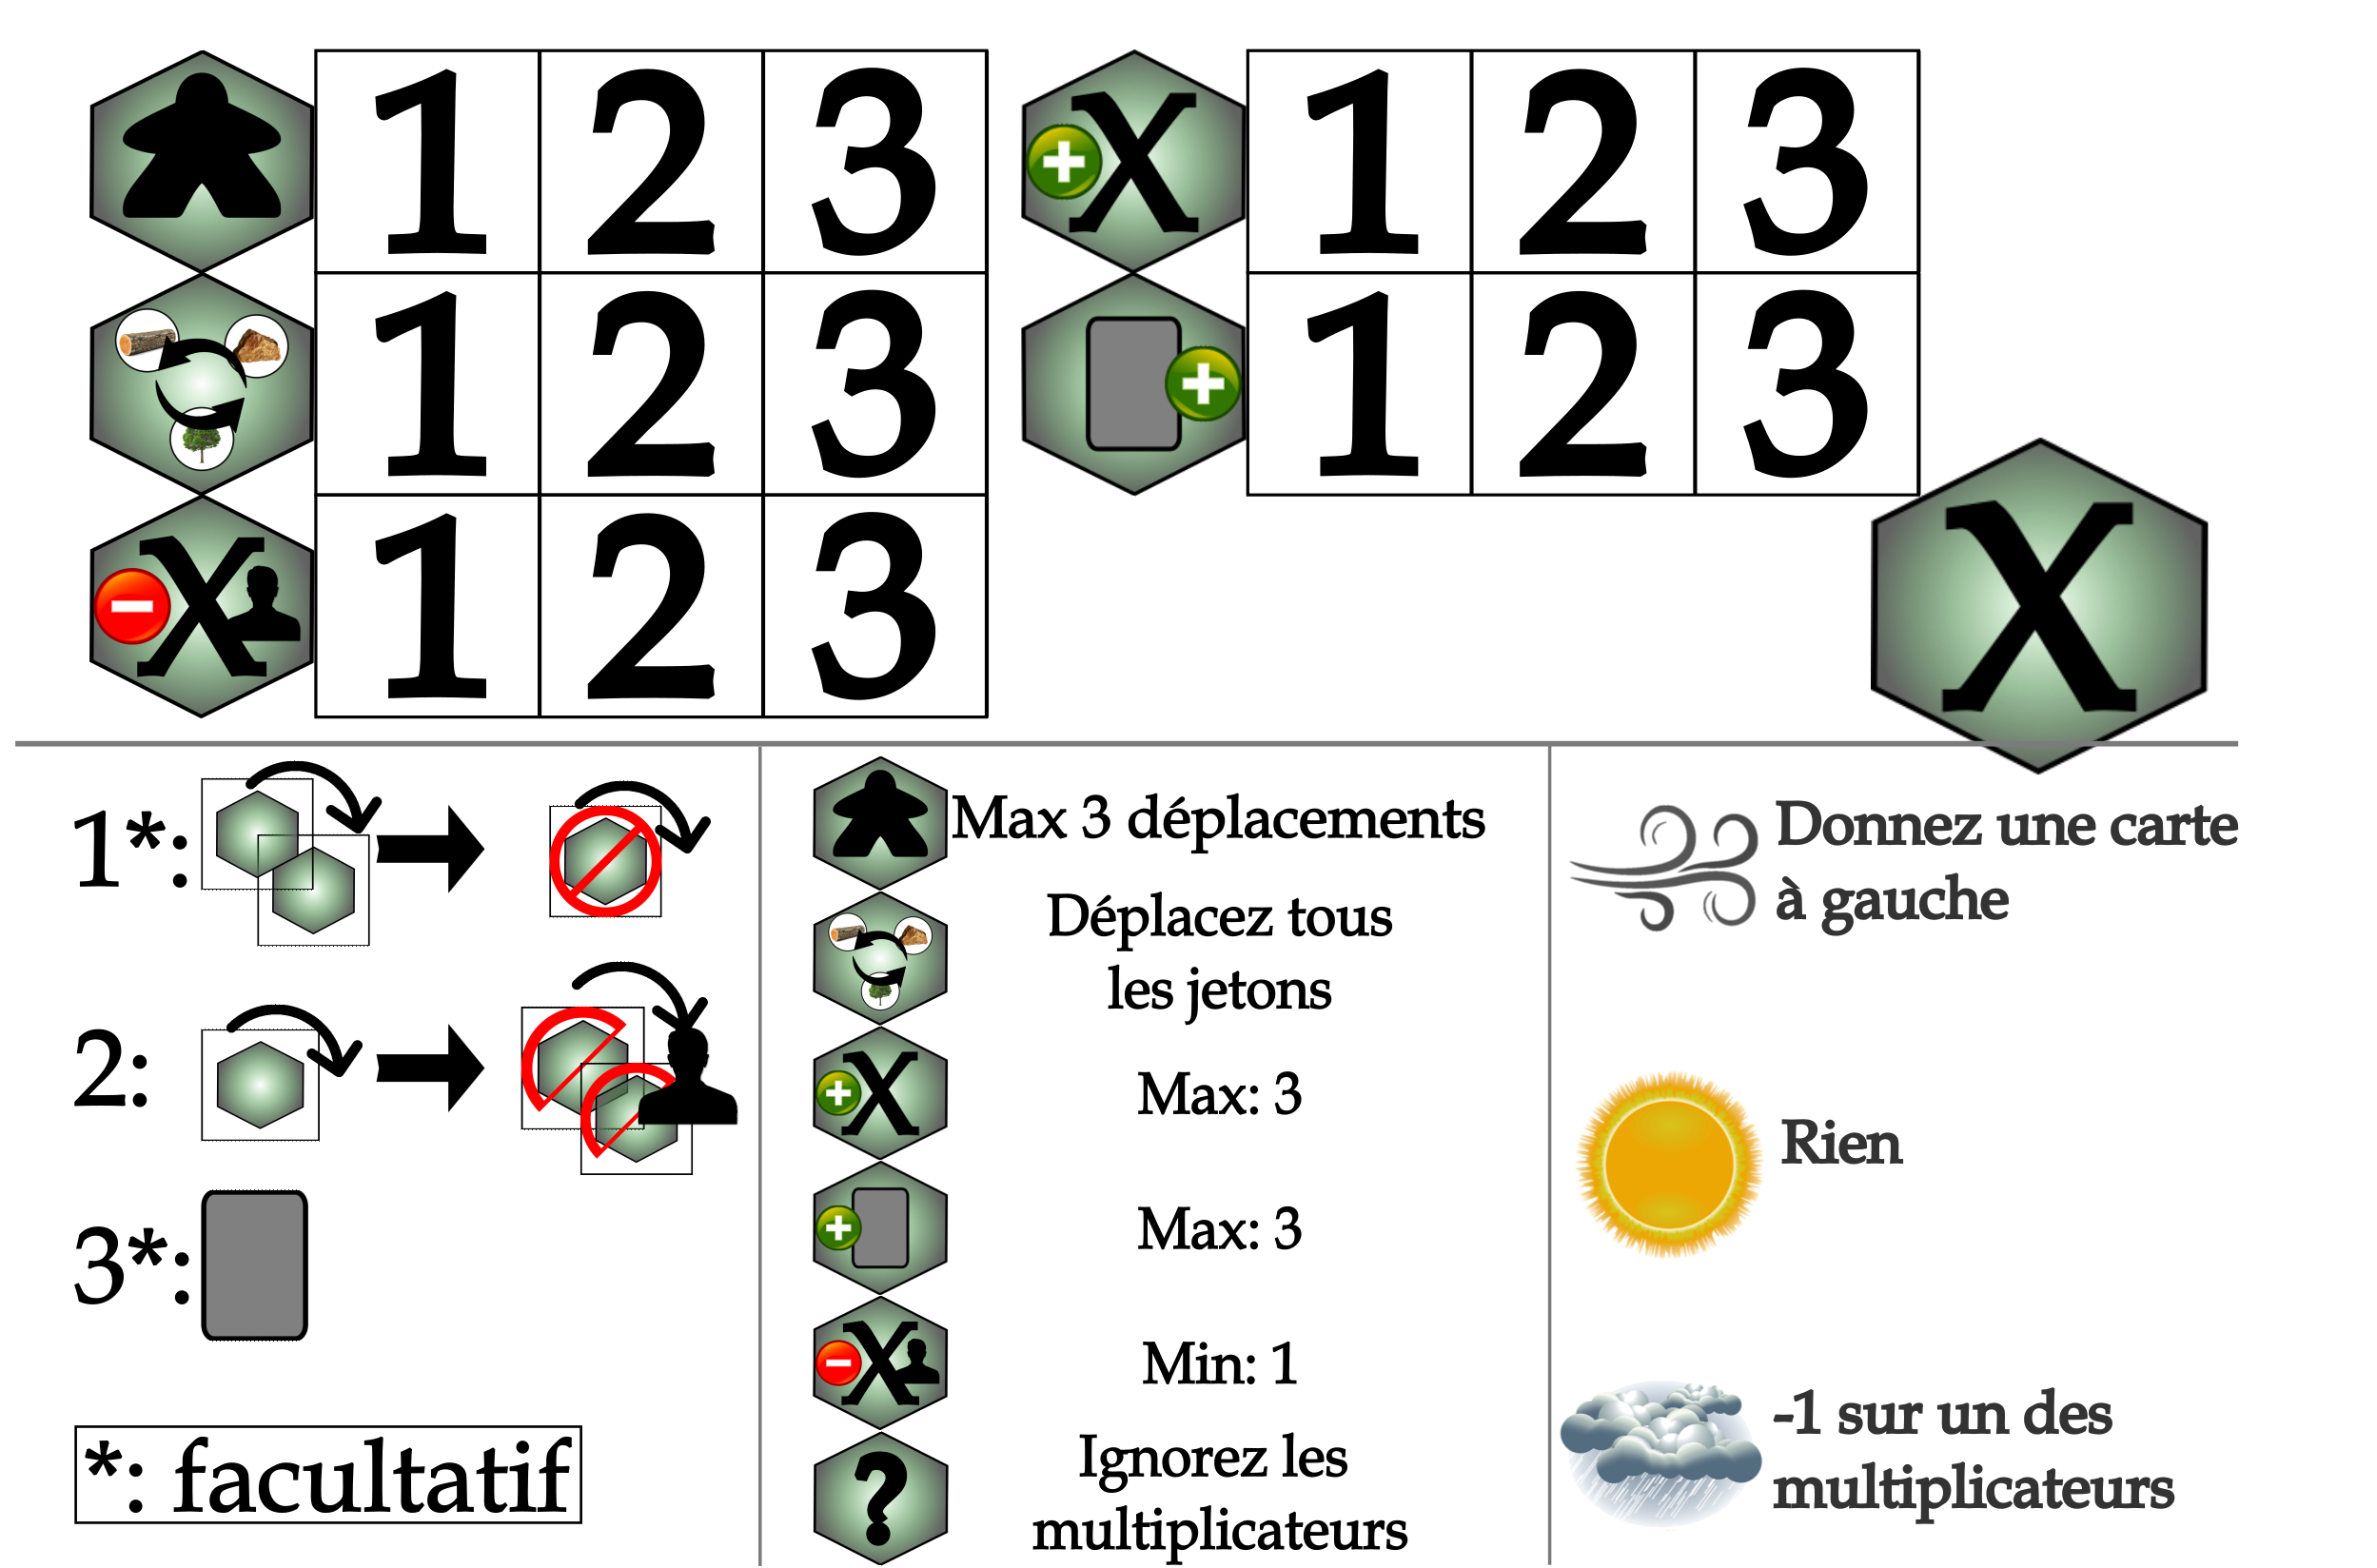 1 2 3
X 1 2 3
1 2 3
1 2 3
X 1 2 3
X
1*:
2:
3*:
*: facultatif
Max 3 déplacements
Déplacez tous
les jetons
X
Max: 3
Max: 3
X
Min: 1
?
Ignorez les
multiplicateurs
Donnez une carte
à gauche
Rien
-1 sur un des
multiplicateurs